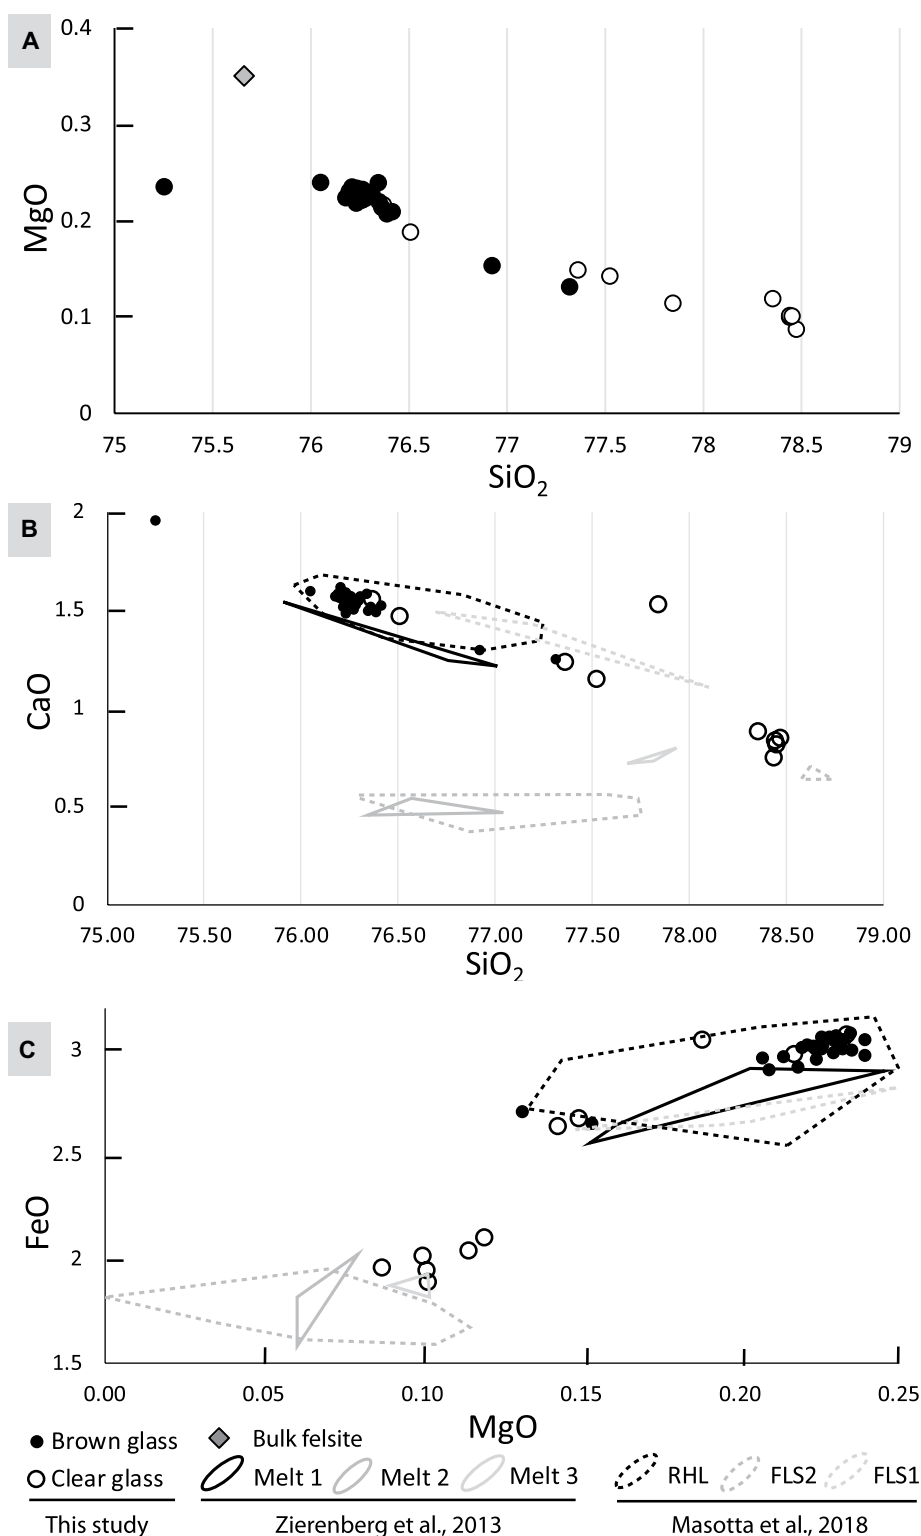 A
0.4
0.3
0.2
0.1
0
MgO
75 75.5 76 76.5 77 77.5 78 78.5 79
SiO2
B
2
1.5
1
0.5
0
CaO
75.00 75.50 76.00 76.50 77.00 77.50 78.00 78.50 79.00
SiO2
C
3
2.5
2
1.5
FeO
0.00 0.05 0.10 0.15 0.20 0.25
MgO
Brown glass Bulk felsite
Clear glass Melt 1 Melt 2 Melt 3 RHL FLS2 FLS1
This study Zierenberg et al., 2013 Masotta et al., 2018